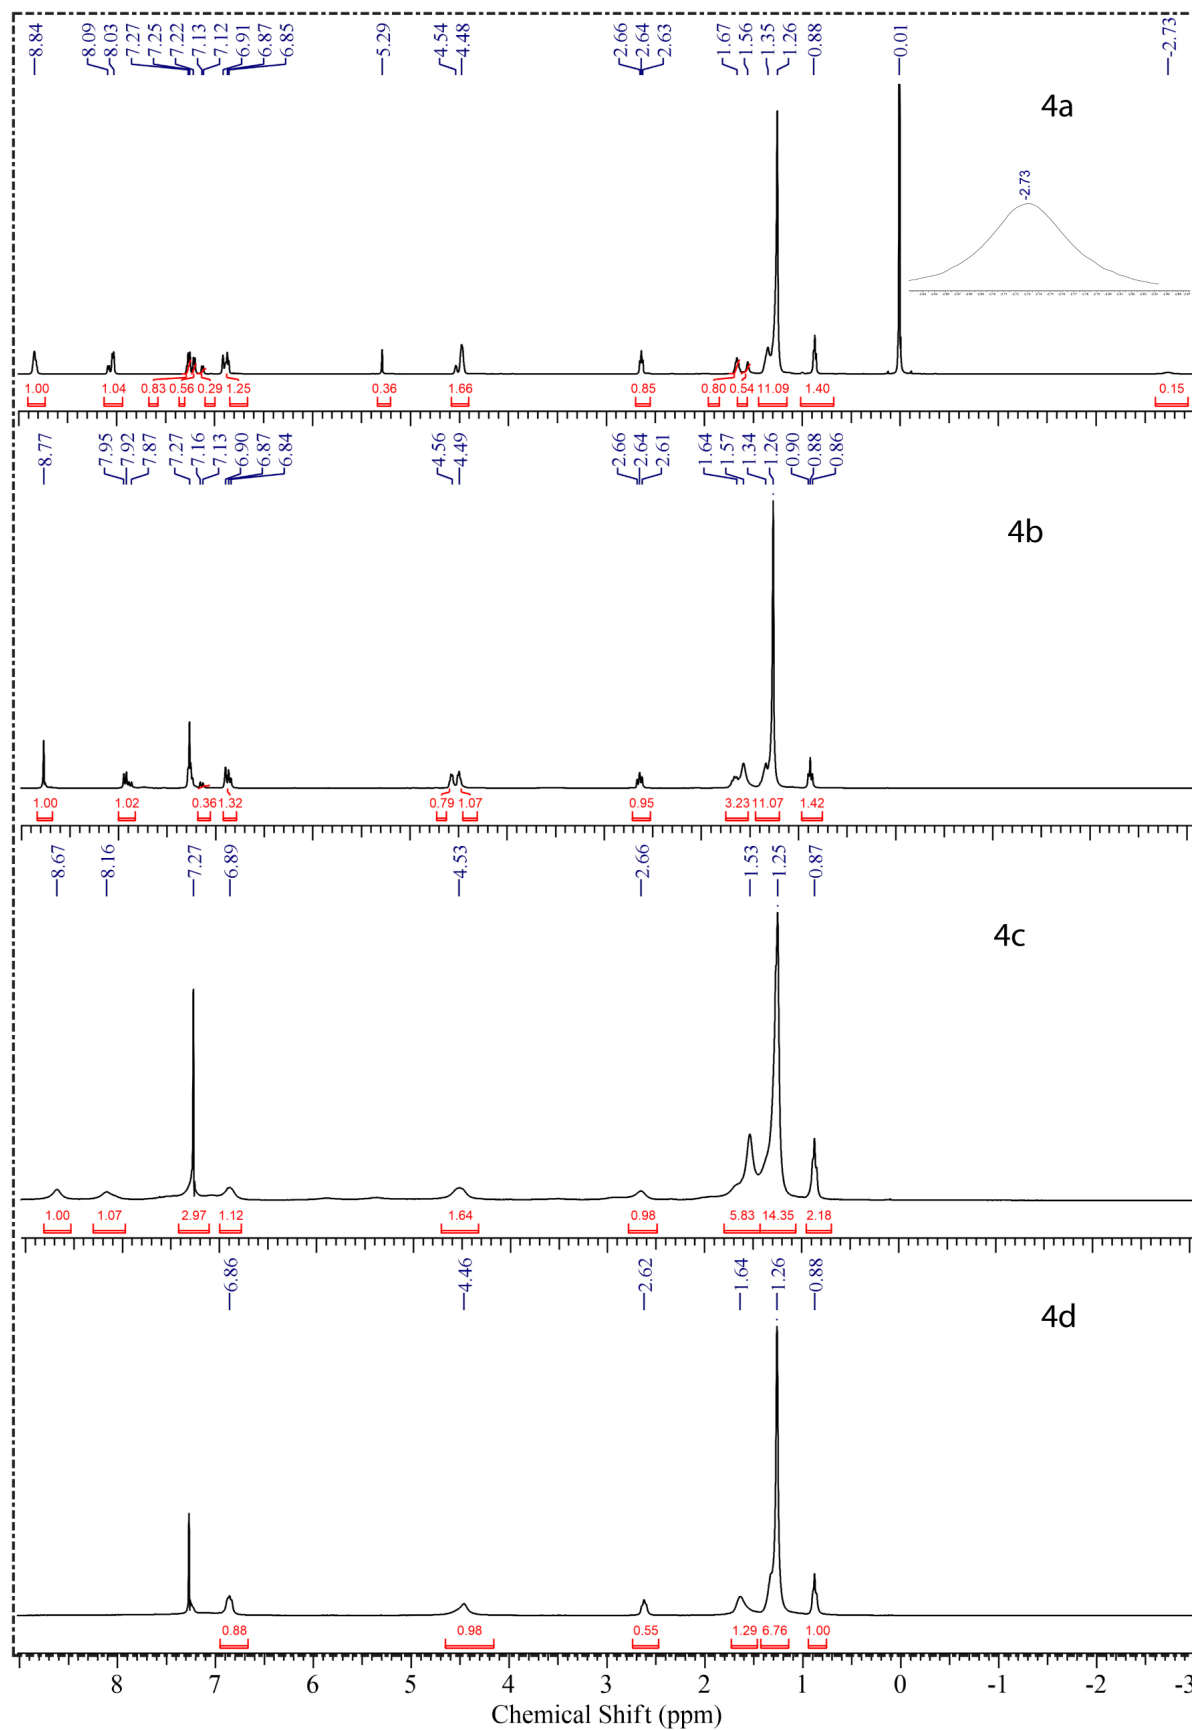 8.84 8.09 8.03 7.27 7.25 7.22 7.13 7.12 6.91 6.87 6.85 5.29 4.54 4.48 2.66 2.64 2.63 1.67 1.56 1.35 1.26 0.88 0.01 -2.73
4a
-2.73
1.00 1.04 0.83 0.56 0.29 1.25 0.36 1.66 0.85 0.80 0.54 11.09 1.40 0.15
8.77 7.95 7.92 7.87 7.27 7.16 7.13 6.90 6.87 6.84 4.56 4.49 2.66 2.64 2.61 1.64 1.57 1.34 1.26 0.90 0.88 0.86
4b
1.00 1.02 0.36 1.32 0.79 1.07 0.95 3.23 11.07 1.42
8.67 8.16 7.27 6.89 4.53 2.66 1.53 1.25 0.87
4c
1.00 1.07 2.97 1.12 1.64 0.98 5.83 14.35 2.18
6.86 4.46 2.62 1.64 1.26 0.88
4d
0.88 0.98 0.55 1.29 6.76 1.00
8 7 6 5 4 3 2 1 0 -1 -2 -3
Chemical Shift (ppm)